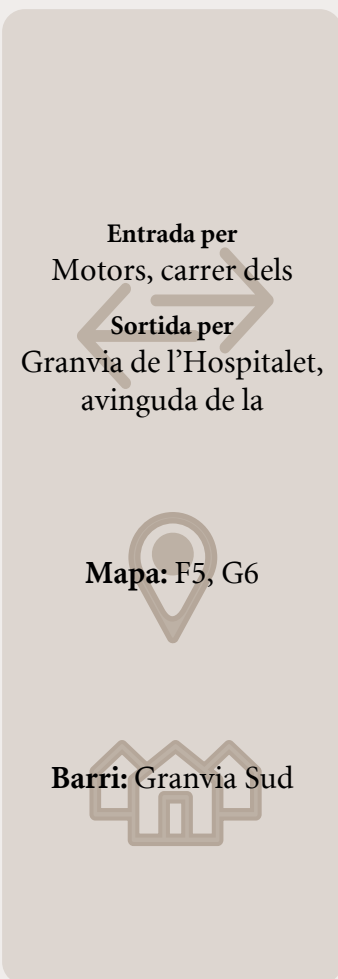 Entrada per
Motors, carrer dels
Sortida per
Granvia de l’Hospitalet,
avinguda de la
Mapa: F5, G6
Barri: Granvia Sud